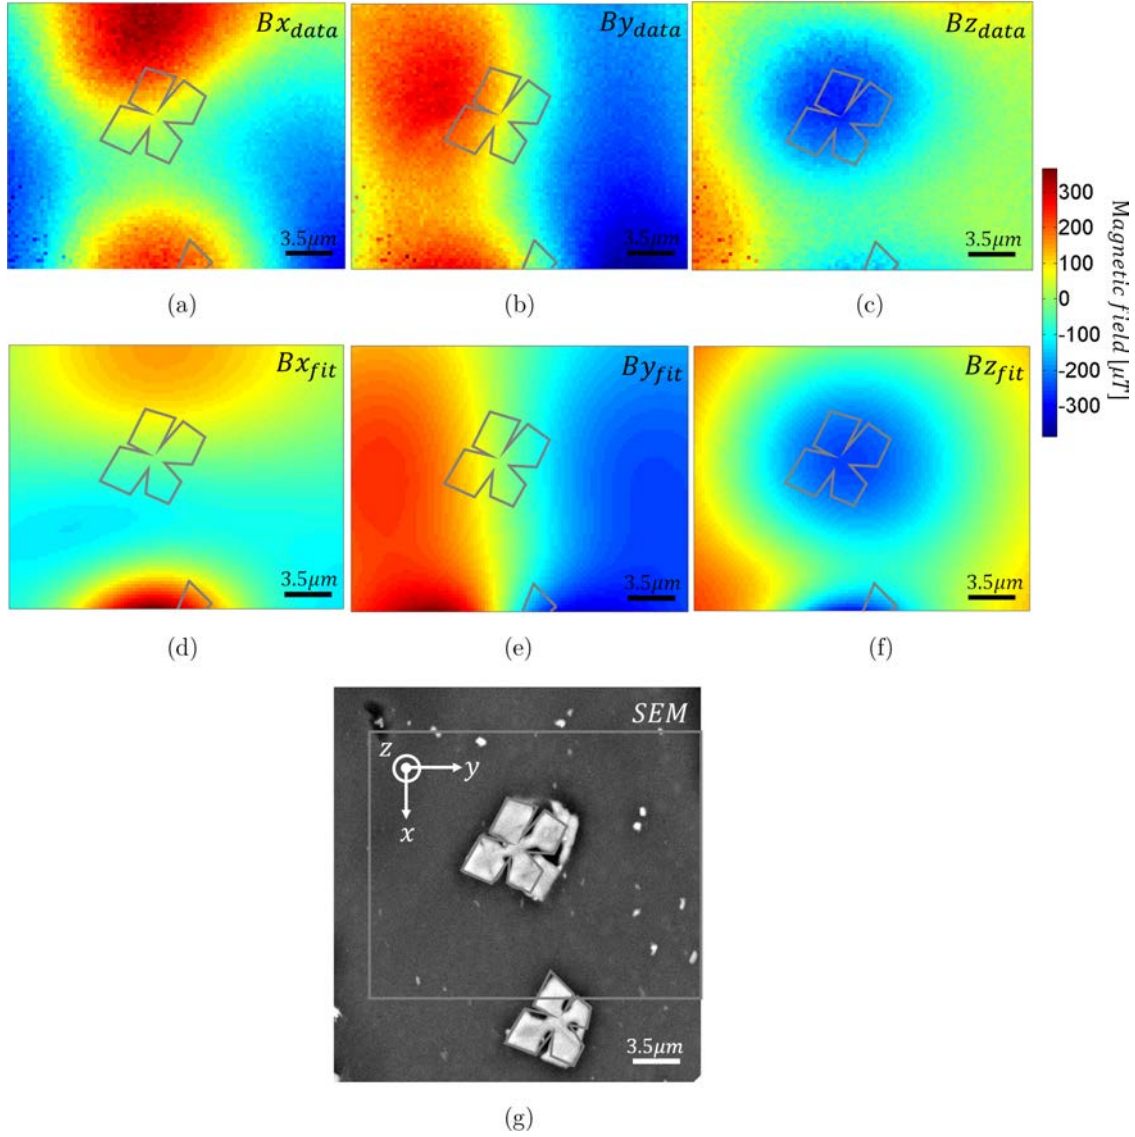 Bx_data
By_data
Bz_data
3.5μm
3.5μm
3.5μm
(a)
(b)
(c)
300
200
100
0
-100
-200
-300
Magnetic field [μT]
Bx_fit
By_fit
Bz_fit
3.5μm
3.5μm
3.5μm
(d)
(e)
(f)
SEM
z
y
x
3.5μm
(g)